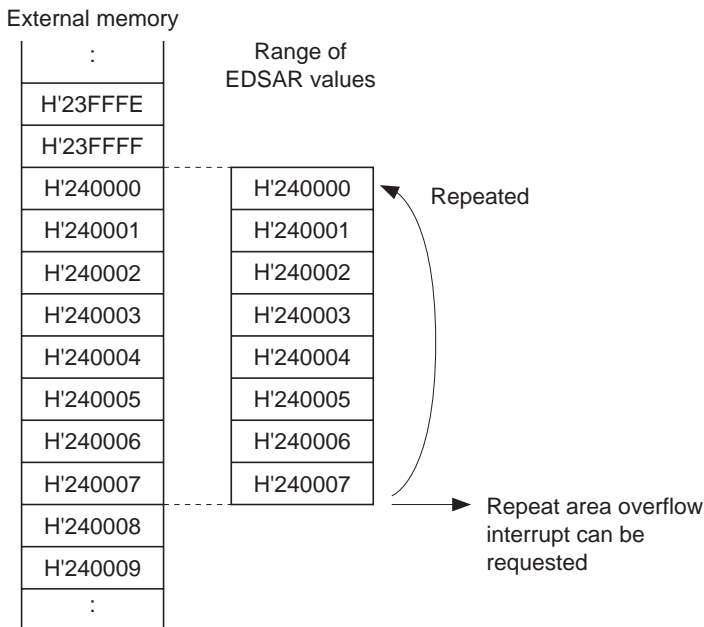 External memory
:
H'23FFFE
H'23FFFF
H'240000
H'240001
H'240002
H'240003
H'240004
H'240005
H'240006
H'240007
H'240008
H'240009
:
Range of
EDSAR values
H'240000
H'240001
H'240002
H'240003
H'240004
H'240005
H'240006
H'240007
Repeated
Repeat area overflow
interrupt can be
requested